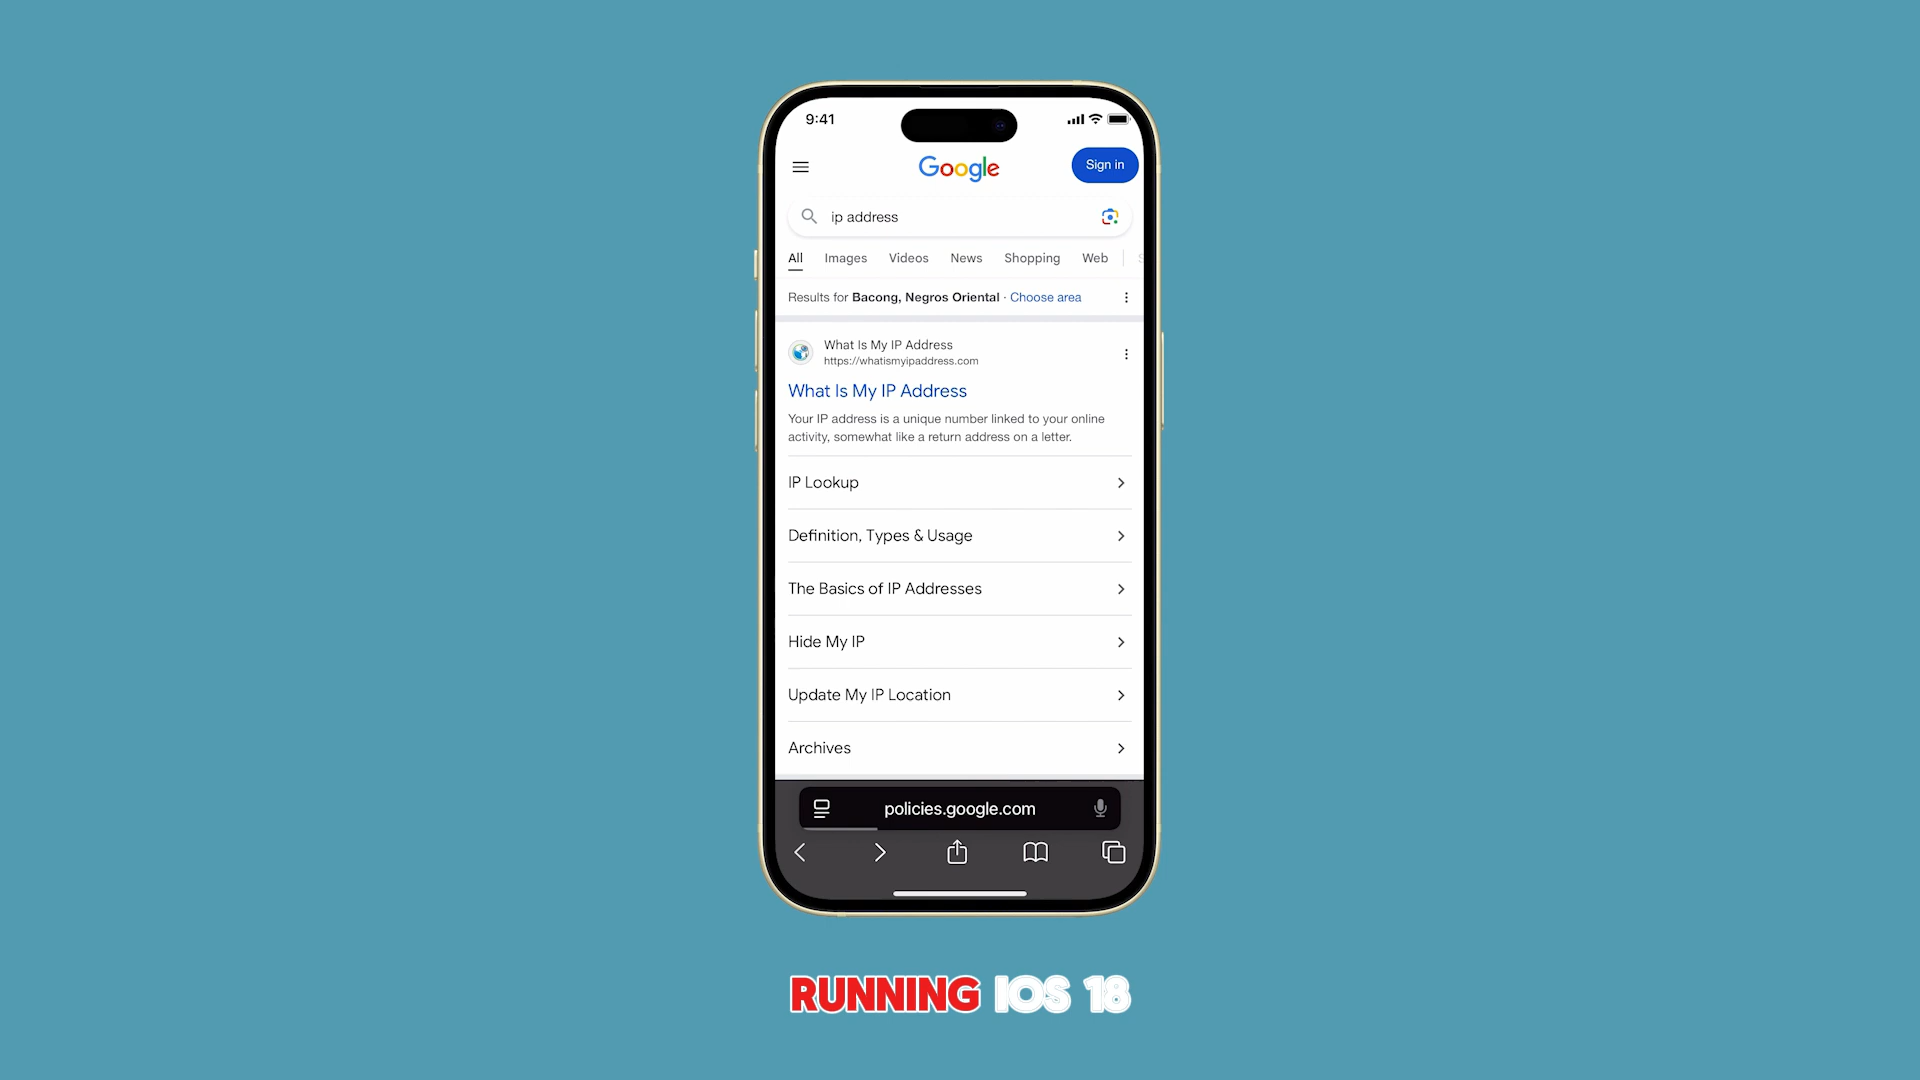 9:41
Google
Sign in
ip address
All Images Videos News Shopping Web
Results for Bacong, Negros Oriental · Choose area
What Is My IP Address
https://whatismyipaddress.com
What Is My IP Address
Your IP address is a unique number linked to your online
activity, somewhat like a return address on a letter.
IP Lookup
Definition, Types & Usage
The Basics of IP Addresses
Hide My IP
Update My IP Location
Archives
policies.google.com
RUNNING IOS 18